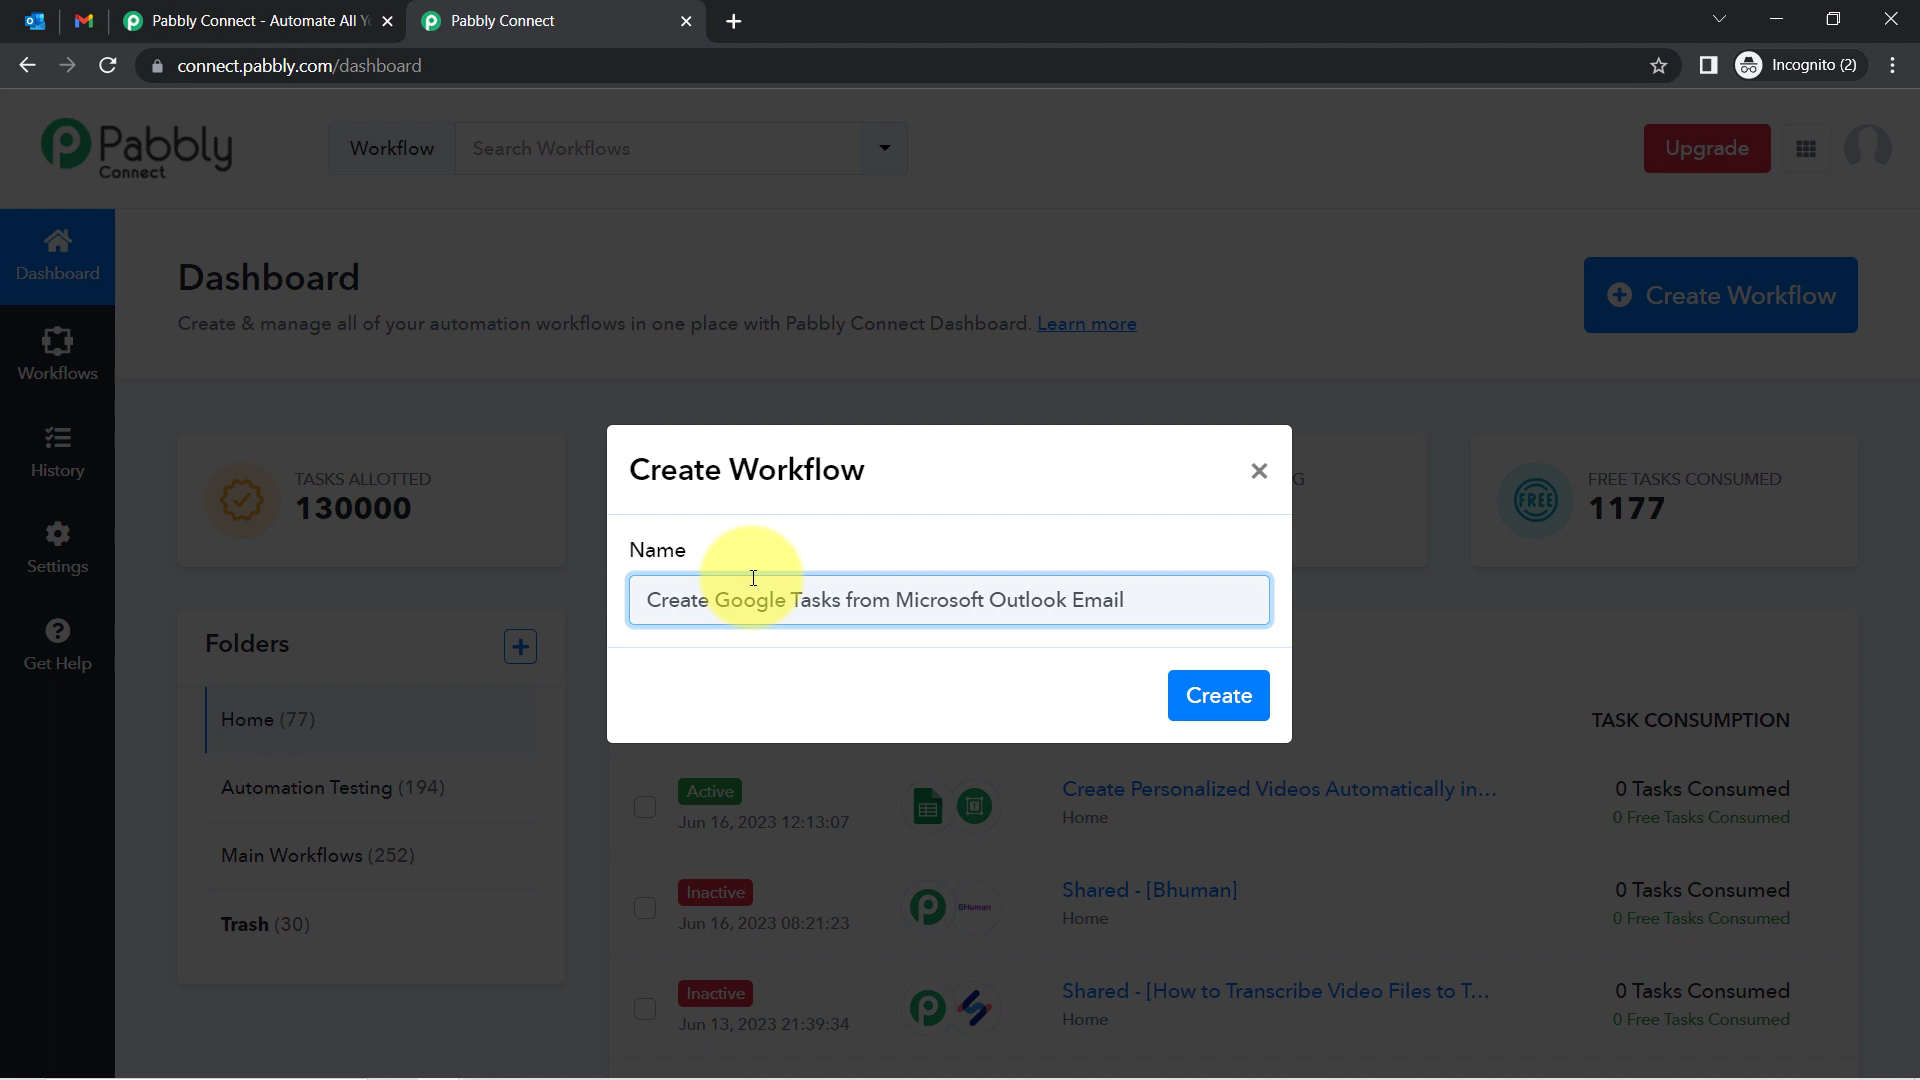 Pabbly Connect - Automate All Y
Pabbly Connect
connect.pabbly.com/dashboard
Incognito (2)
Pabbly
Connect
Workflow
Search Workflows
Upgrade
Dashboard
Workflows
History
Settings
Get Help
Dashboard
Create & manage all of your automation workflows in one place with Pabbly Connect Dashboard. Learn more
Create Workflow
TASKS ALLOTTED
130000
G
FREE
FREE TASKS CONSUMED
1177
Create Workflow
Name
Create Google Tasks from Microsoft Outlook Email
Create
Folders
Home (77)
Automation Testing (194)
Main Workflows (252)
Trash (30)
TASK CONSUMPTION
Active
Jun 16, 2023 12:13:07
Create Personalized Videos Automatically in...
Home
0 Tasks Consumed
0 Free Tasks Consumed
Inactive
Jun 16, 2023 08:21:23
BHuman
Shared - [Bhuman]
Home
0 Tasks Consumed
0 Free Tasks Consumed
Inactive
Jun 13, 2023 21:39:34
Shared - [How to Transcribe Video Files to T...
Home
0 Tasks Consumed
0 Free Tasks Consumed